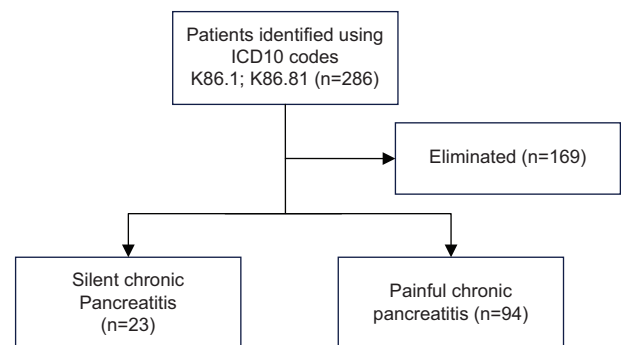 Patients identified using
ICD10 codes
K86.1; K86.81 (n=286)
Eliminated (n=169)
Silent chronic
Pancreatitis
(n=23)
Painful chronic
pancreatitis (n=94)